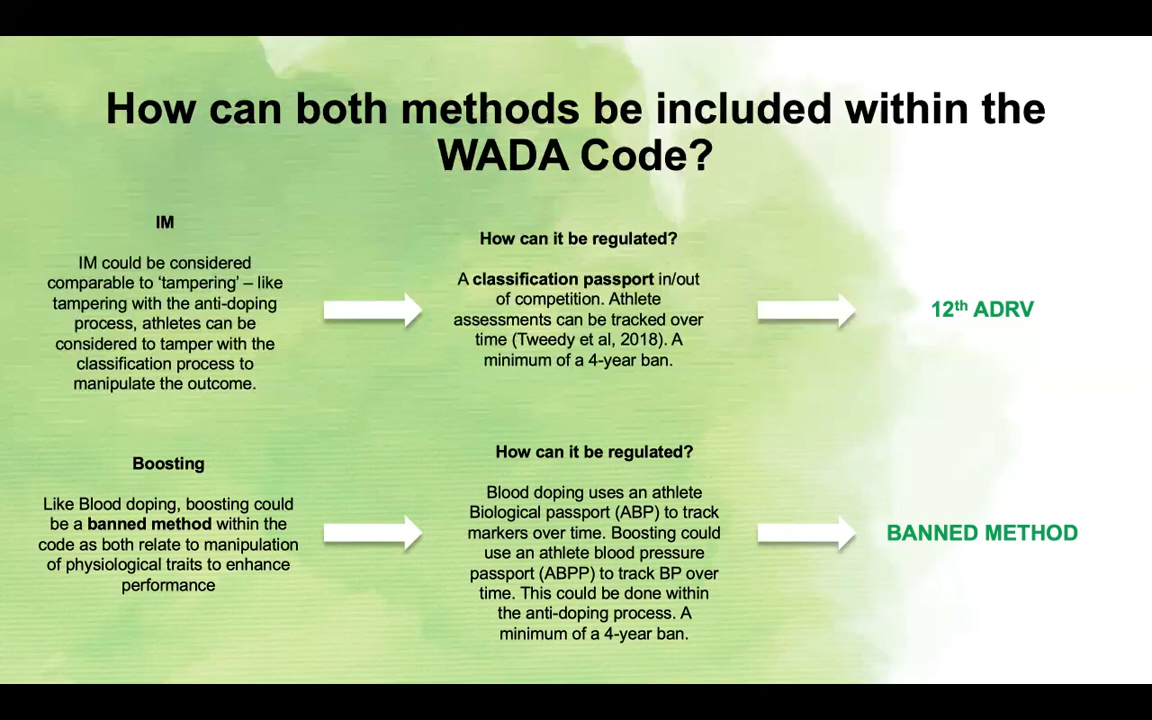 How can both methods be included within the
WADA Code?
IM
IM could be considered
comparable to ‘tampering’ – like
tampering with the anti-doping
process, athletes can be
considered to tamper with the
classification process to
manipulate the outcome.
How can it be regulated?
A classification passport in/out
of competition. Athlete
assessments can be tracked over
time (Tweedy et al, 2018). A
minimum of a 4-year ban.
12th ADRV
Boosting
Like Blood doping, boosting could
be a banned method within the
code as both relate to manipulation
of physiological traits to enhance
performance
How can it be regulated?
Blood doping uses an athlete
Biological passport (ABP) to track
markers over time. Boosting could
use an athlete blood pressure
passport (ABPP) to track BP over
time. This could be done within
the anti-doping process. A
minimum of a 4-year ban.
BANNED METHOD